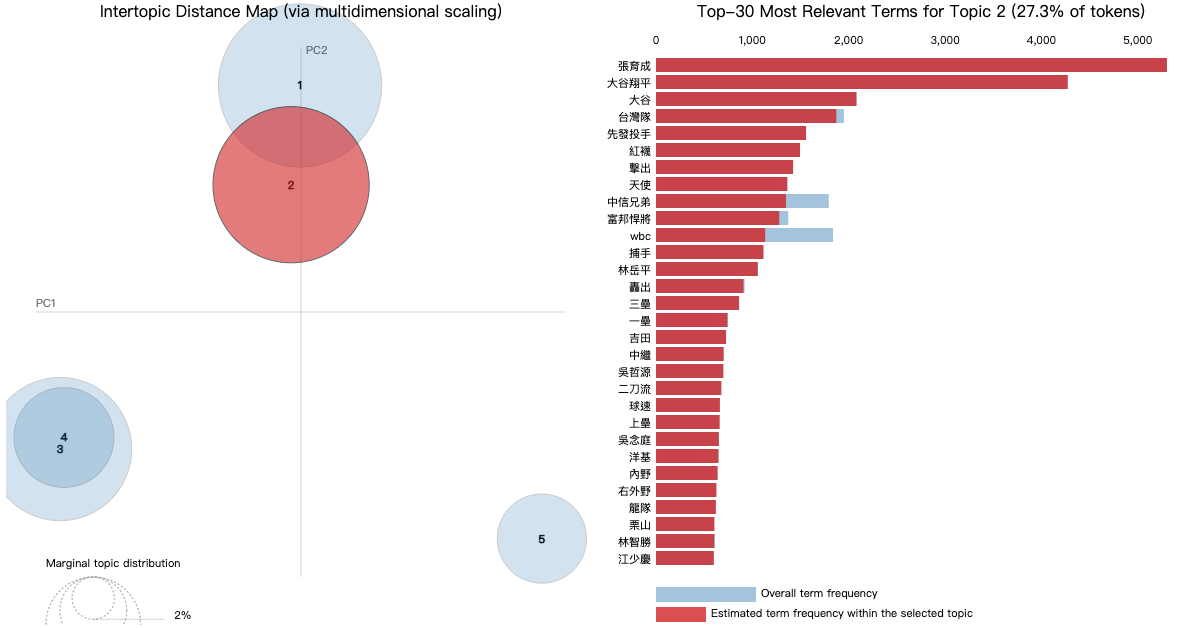 Intertopic Distance Map (via multidimensional scaling)
PC2
1
2
PC1
4
3
5
Marginal topic distribution
2%
Top-30 Most Relevant Terms for Topic 2 (27.3% of tokens)
0 1,000 2,000 3,000 4,000 5,000
張育成
大谷翔平
大谷
台灣隊
先發投手
紅襪
擊出
天使
中信兄弟
富邦悍將
wbc
捕手
林岳平
轟出
三壘
一壘
吉田
中繼
吳哲源
二刀流
球速
上壘
吳念庭
洋基
內野
右外野
龍隊
栗山
林智勝
江少慶
Overall term frequency
Estimated term frequency within the selected topic